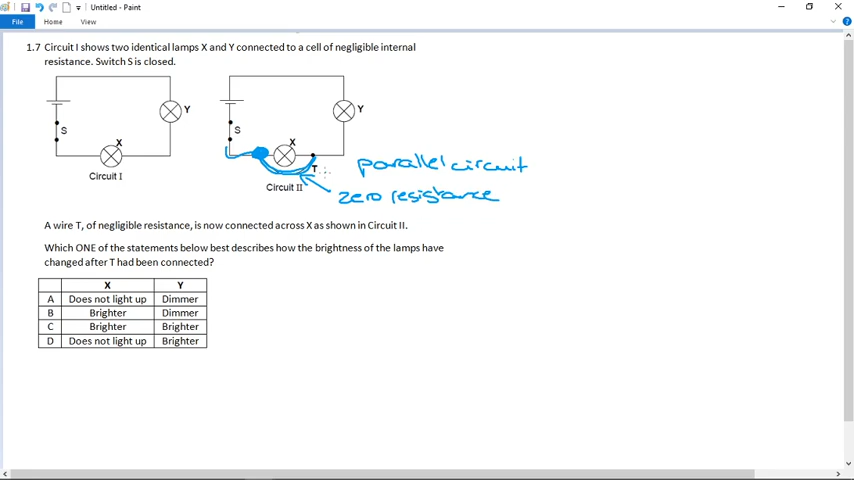 Untitled - Paint
File Home View
1.7 Circuit I shows two identical lamps X and Y connected to a cell of negligible internal
resistance. Switch S is closed.
Y Y
S S
X X
T
Circuit I
Circuit II
parallel circuit
zero resistance
A wire T, of negligible resistance, is now connected across X as shown in Circuit II.
Which ONE of the statements below best describes how the brightness of the lamps have
changed after T had been connected?
X Y
A Does not light up Dimmer
B Brighter Dimmer
C Brighter Brighter
D Does not light up Brighter